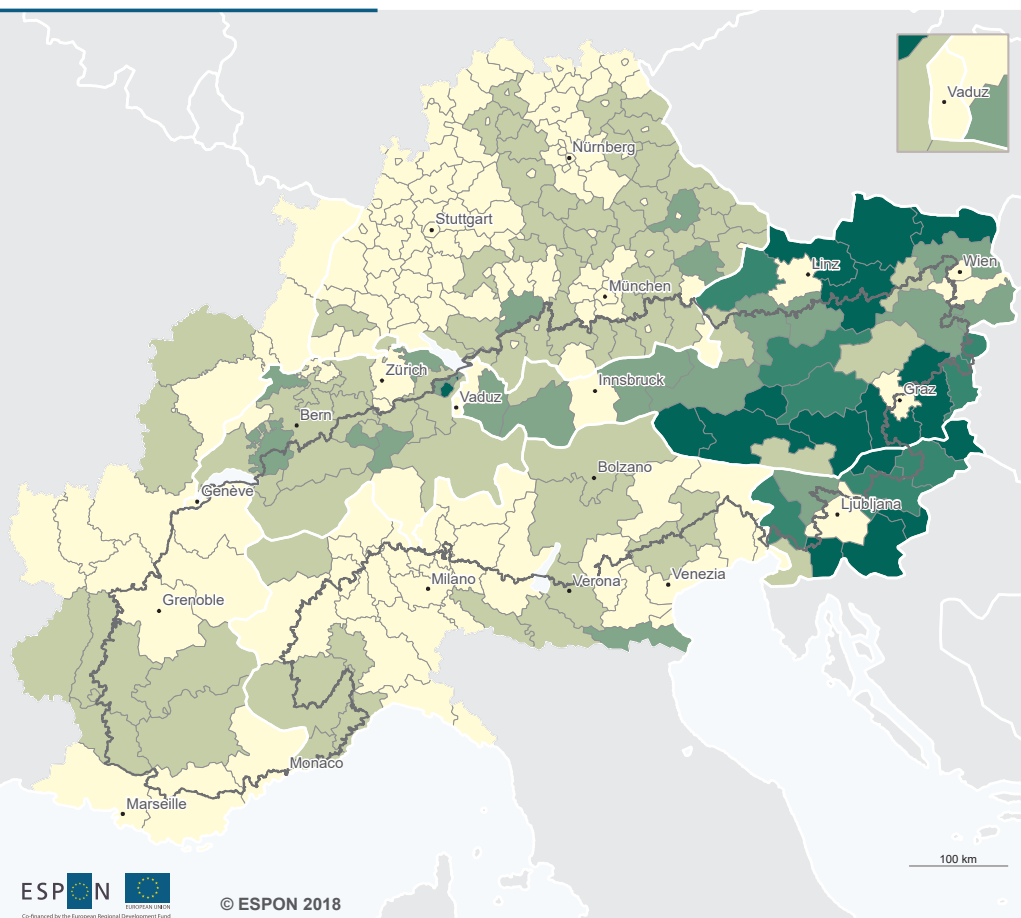 Vaduz
Nürnberg
Stuttgart
Linz
Wien
München
Zürich
Innsbruck
Vaduz
Graz
Bern
Bolzano
Genève
Ljubljana
Milano
Verona
Venezia
Grenoble
Monaco
Marseille
100 km
ESPON
EUROPEAN UNION
© ESPON 2018
Co-financed by the European Regional Development Fund